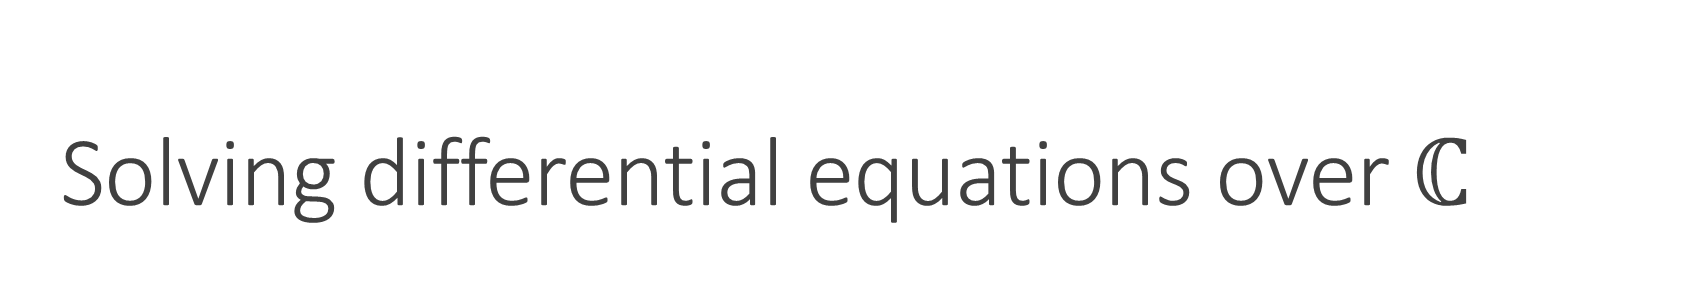 Solving differential equations over ℂ